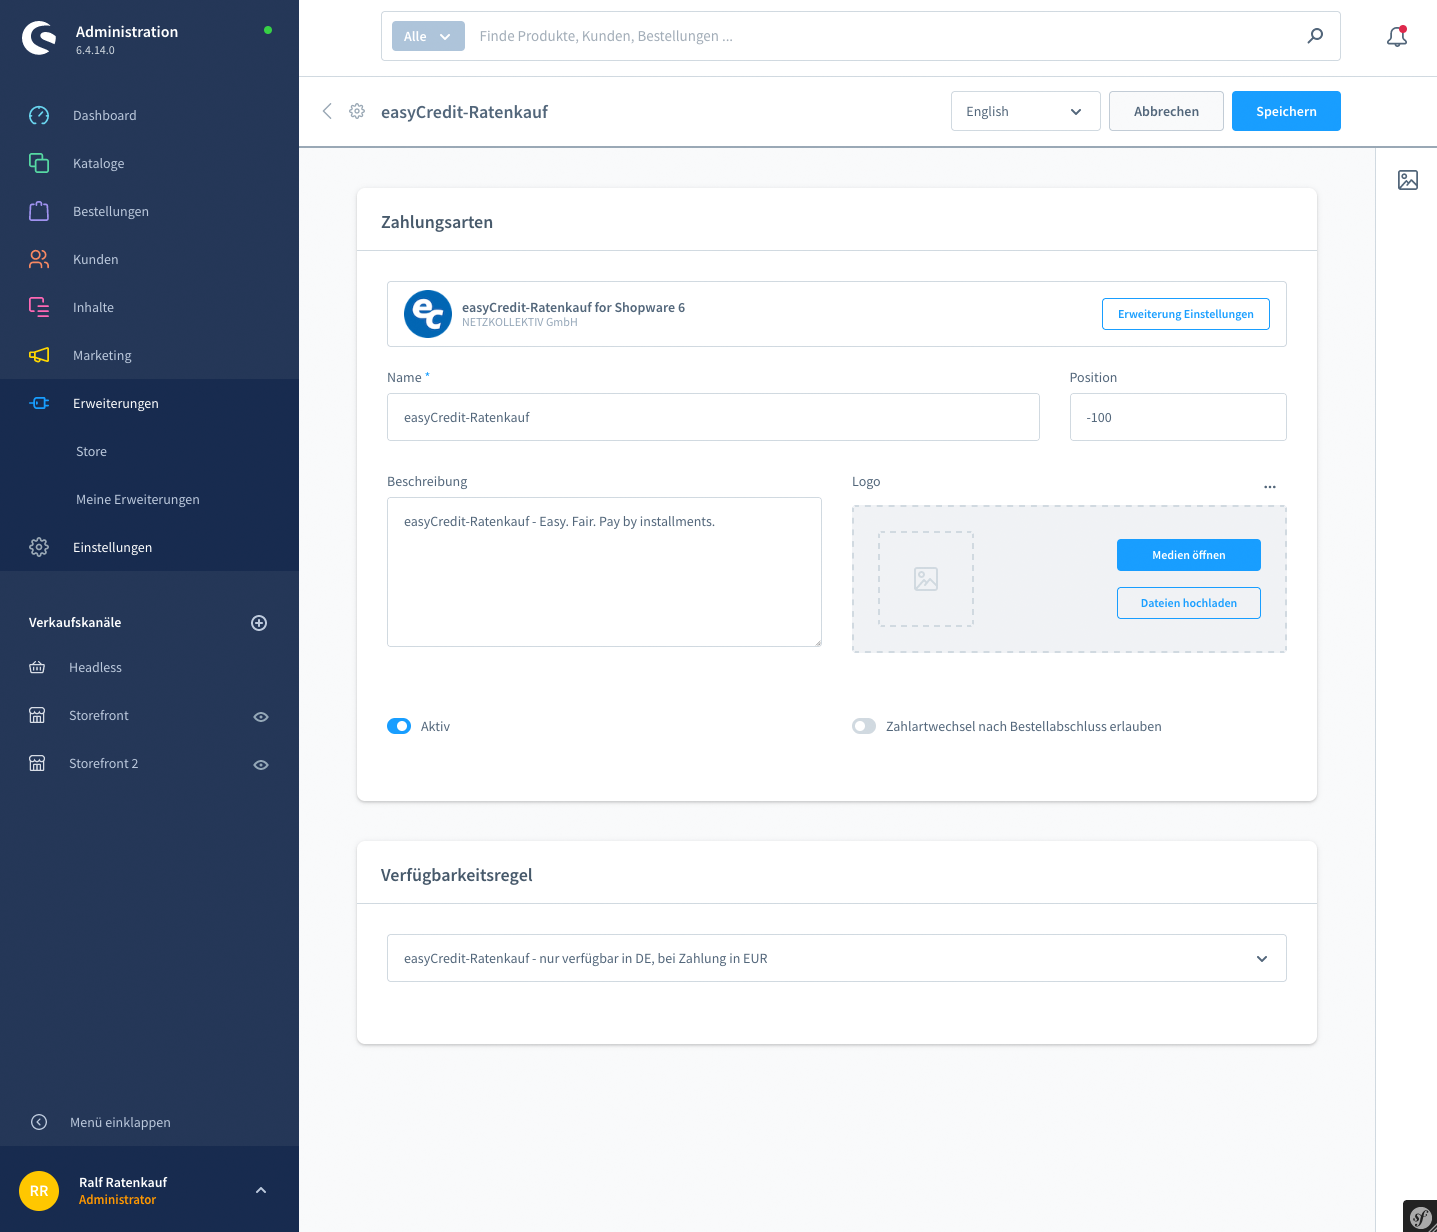 Administration
6.4.14.0
Alle
Finde Produkte, Kunden, Bestellungen ...
easyCredit-Ratenkauf
English
Abbrechen
Speichern
Dashboard
Kataloge
Bestellungen
Kunden
Inhalte
Marketing
Erweiterungen
Store
Meine Erweiterungen
Einstellungen
Verkaufskanäle
Headless
Storefront
Storefront 2
Menü einklappen
RR
Ralf Ratenkauf
Administrator
Zahlungsarten
ec
easyCredit-Ratenkauf for Shopware 6
NETZKOLLEKTIV GmbH
Erweiterung Einstellungen
Name *
easyCredit-Ratenkauf
Position
-100
Beschreibung
easyCredit-Ratenkauf - Easy. Fair. Pay by installments.
Logo
...
Medien öffnen
Dateien hochladen
Aktiv
Zahlartwechsel nach Bestellabschluss erlauben
Verfügbarkeitsregel
easyCredit-Ratenkauf - nur verfügbar in DE, bei Zahlung in EUR
sf